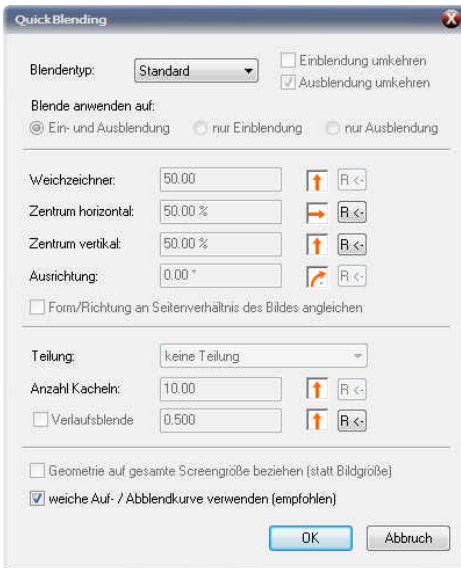 QuickBlending
Blendentyp: Standard
Einblendung umkehren
Ausblendung umkehren
Blende anwenden auf:
Ein- und Ausblendung nur Einblendung nur Ausblendung
Weichzeichner: 50.00 R <-
Zentrum horizontal: 50.00 % R <-
Zentrum vertikal: 50.00 % R <-
Ausrichtung: 0.00 ° R <-
Form/Richtung an Seitenverhältnis des Bildes angleichen
Teilung: keine Teilung
Anzahl Kacheln: 10.00 R <-
Verlaufsblende 0.500 R <-
Geometrie auf gesamte Screengröße beziehen (statt Bildgröße)
weiche Auf- / Abblendkurve verwenden (empfohlen)
OK Abbruch